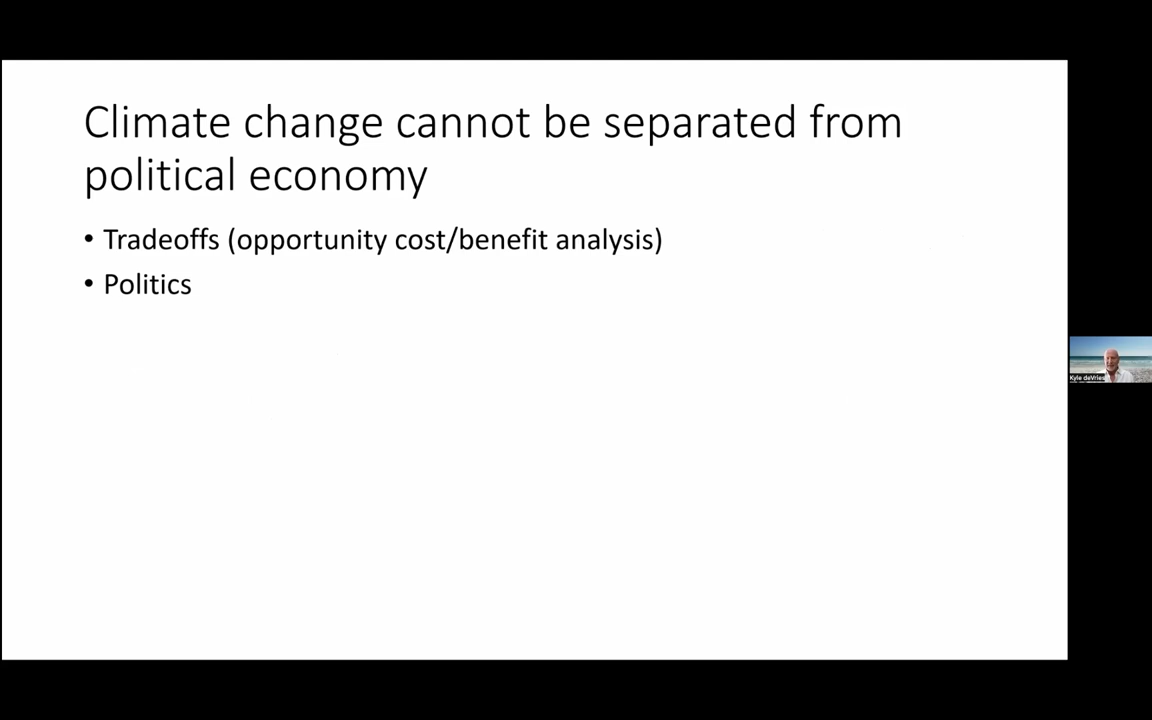 Climate change cannot be separated from
political economy
• Tradeoffs (opportunity cost/benefit analysis)
• Politics
Kyle deVries